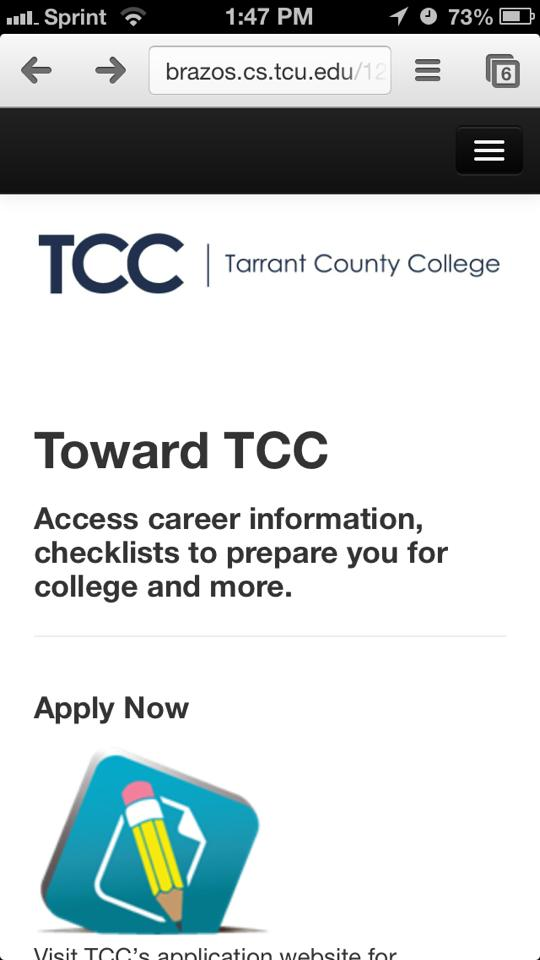 Sprint 1:47 PM 73%
brazos.cs.tcu.edu/12
6
TCC | Tarrant County College
Toward TCC
Access career information,
checklists to prepare you for
college and more.
Apply Now
Visit TCC's application website for